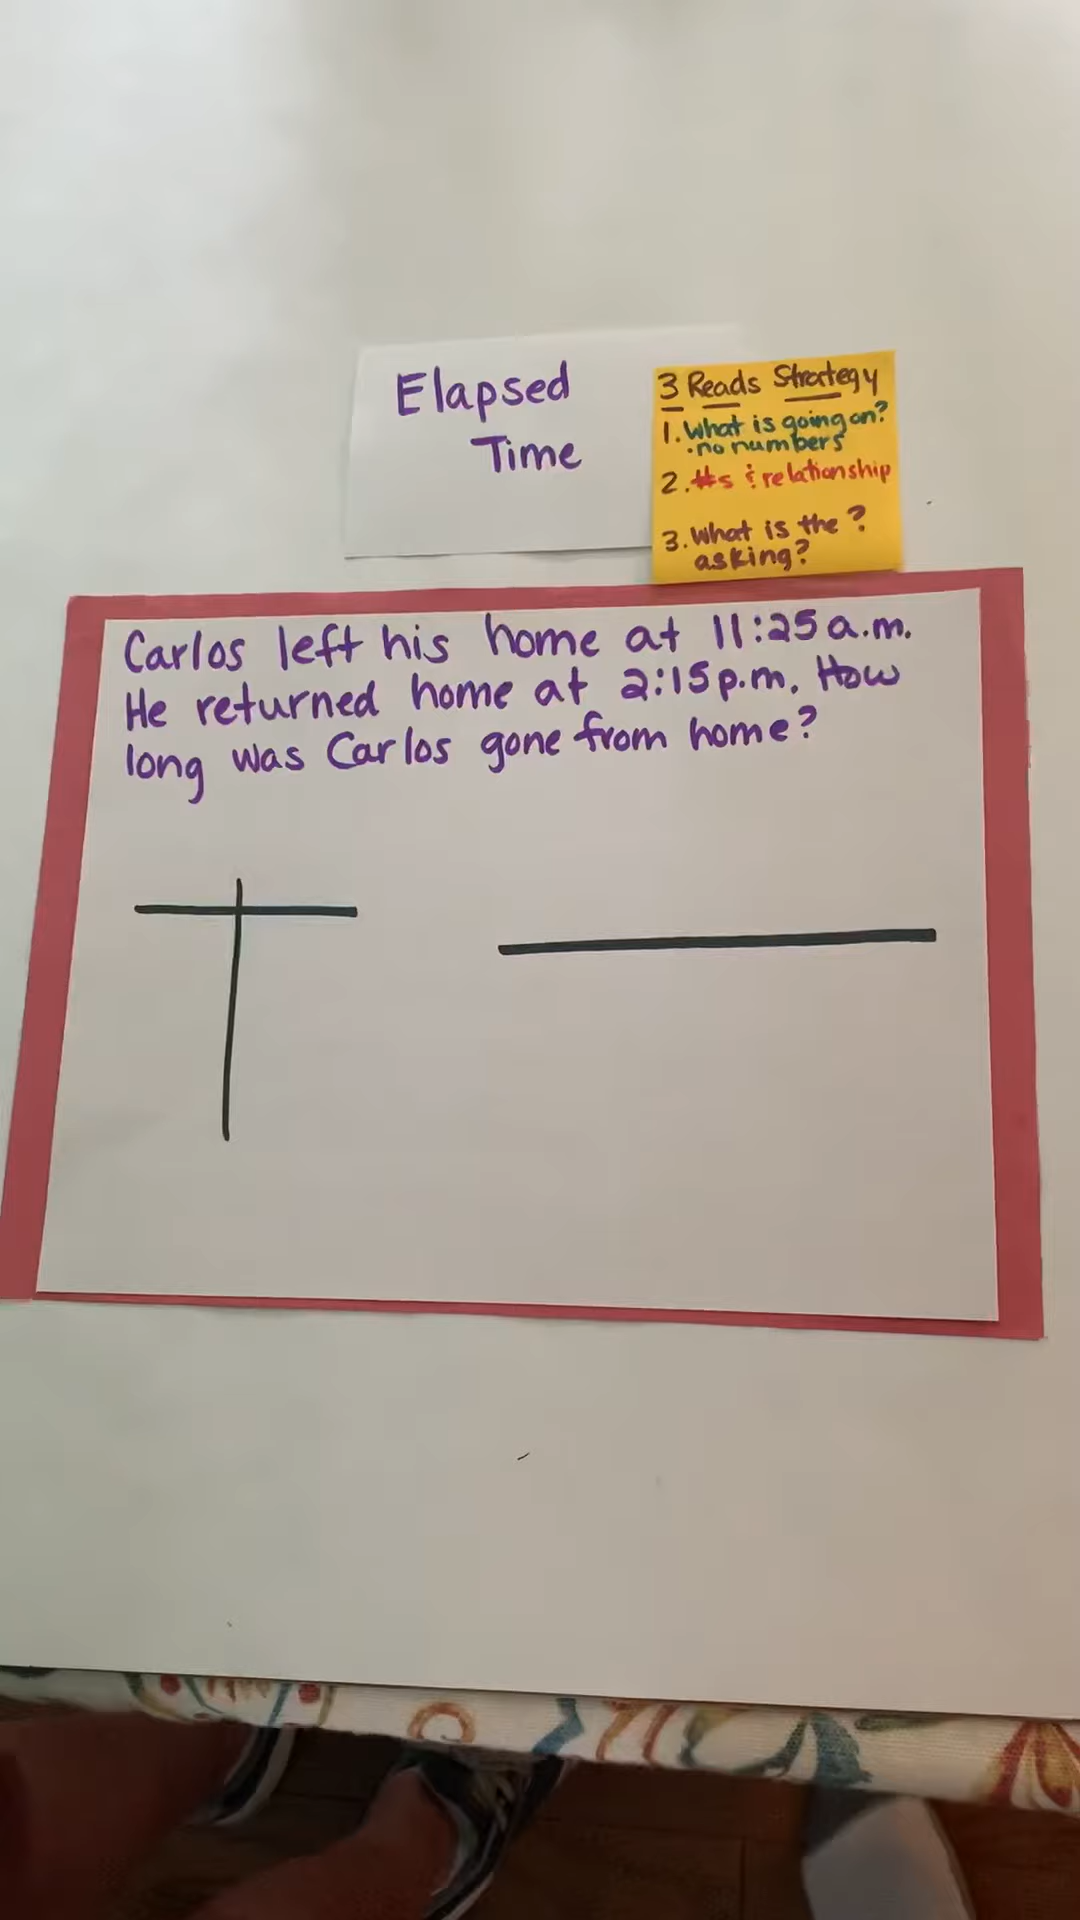 Elapsed
Time
3 Reads Strategy
1. What is going on?
• no numbers
2. #s & relationship
3. What is the ?
asking?
Carlos left his home at 11:25 a.m.
He returned home at 2:15 p.m. How
long was Carlos gone from home?